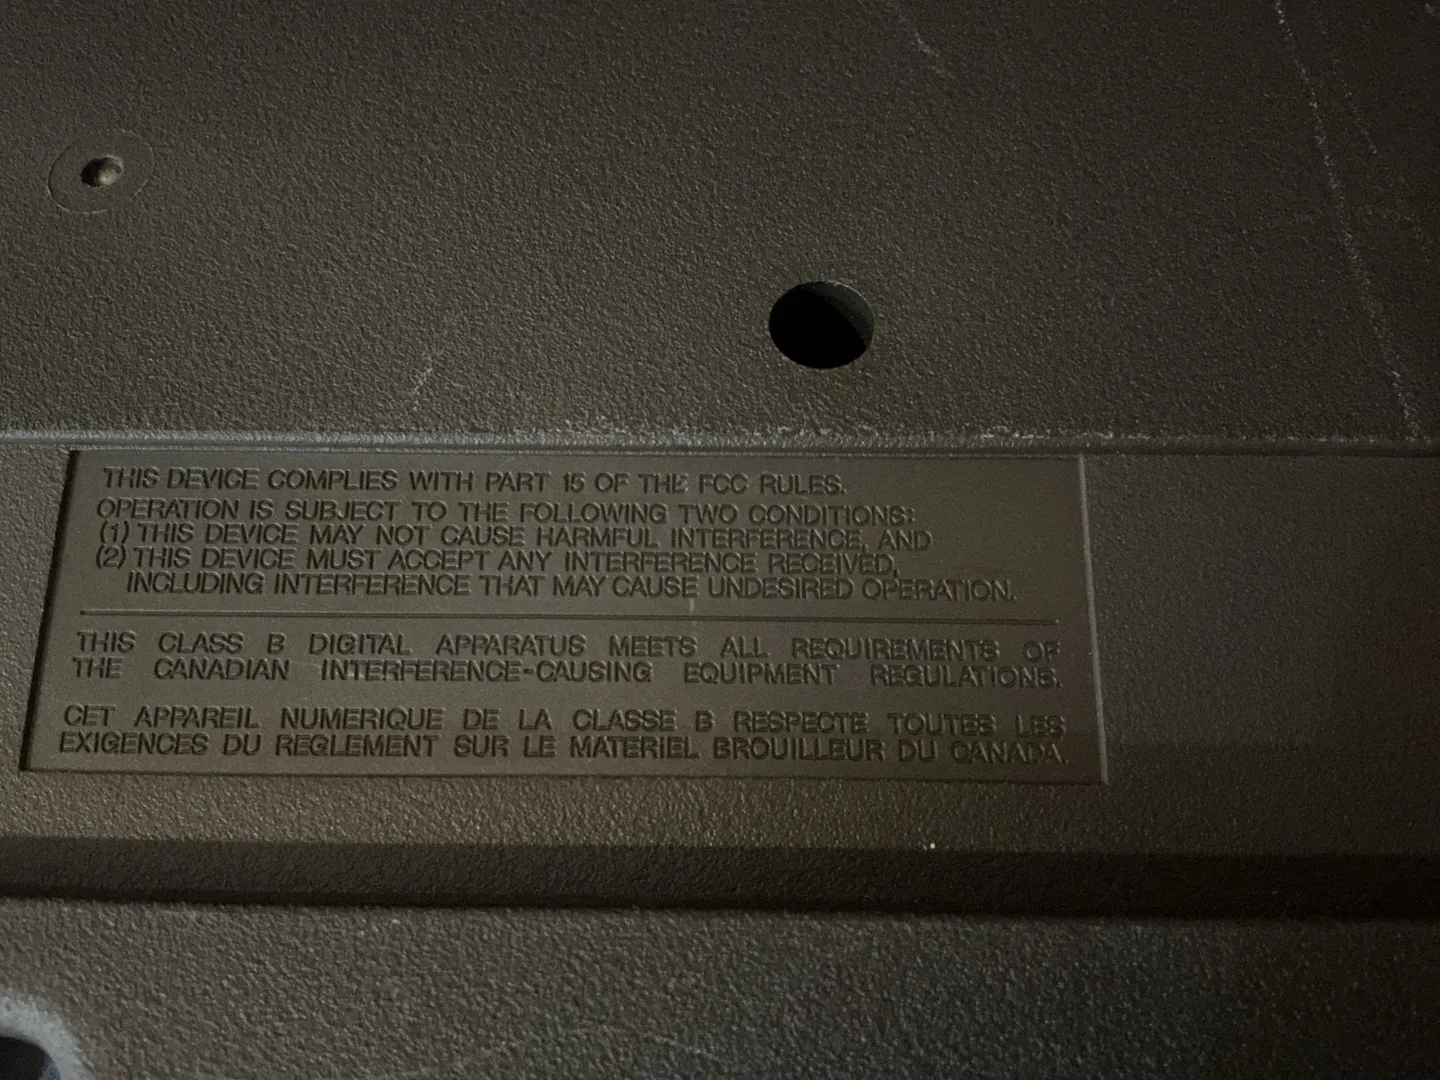 THIS DEVICE COMPLIES WITH PART 15 OF THE FCC RULES.
OPERATION IS SUBJECT TO THE FOLLOWING TWO CONDITIONS:
(1) THIS DEVICE MAY NOT CAUSE HARMFUL INTERFERENCE, AND
(2) THIS DEVICE MUST ACCEPT ANY INTERFERENCE RECEIVED,
INCLUDING INTERFERENCE THAT MAY CAUSE UNDESIRED OPERATION.
THIS CLASS B DIGITAL APPARATUS MEETS ALL REQUIREMENTS OF
THE CANADIAN INTERFERENCE-CAUSING EQUIPMENT REGULATIONS.
CET APPAREIL NUMERIQUE DE LA CLASSE B RESPECTE TOUTES LES
EXIGENCES DU REGLEMENT SUR LE MATERIEL BROUILLEUR DU CANADA.